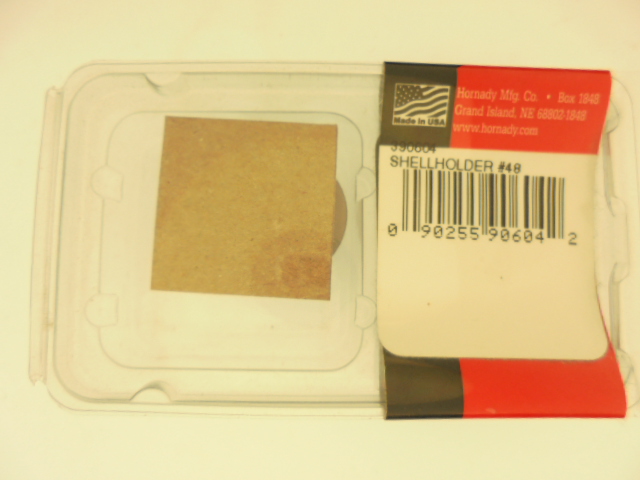 Made in USA
Hornady Mfg. Co. • Box 1848
Grand Island, NE 68802-1848
www.hornady.com
390604
SHELLHOLDER #48
0 90255 90604 2